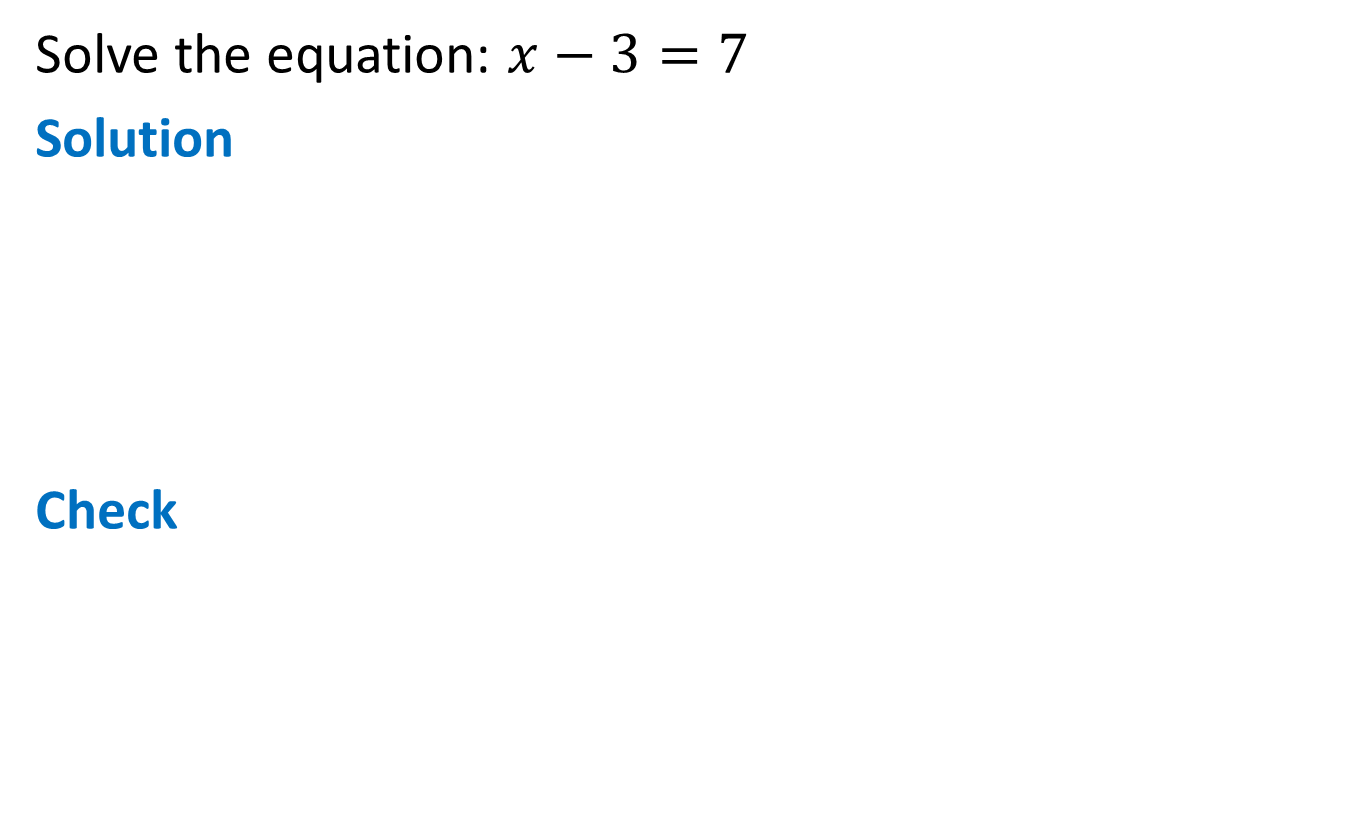 Solve the equation: 𝑥 − 3 = 7
Solution
Check